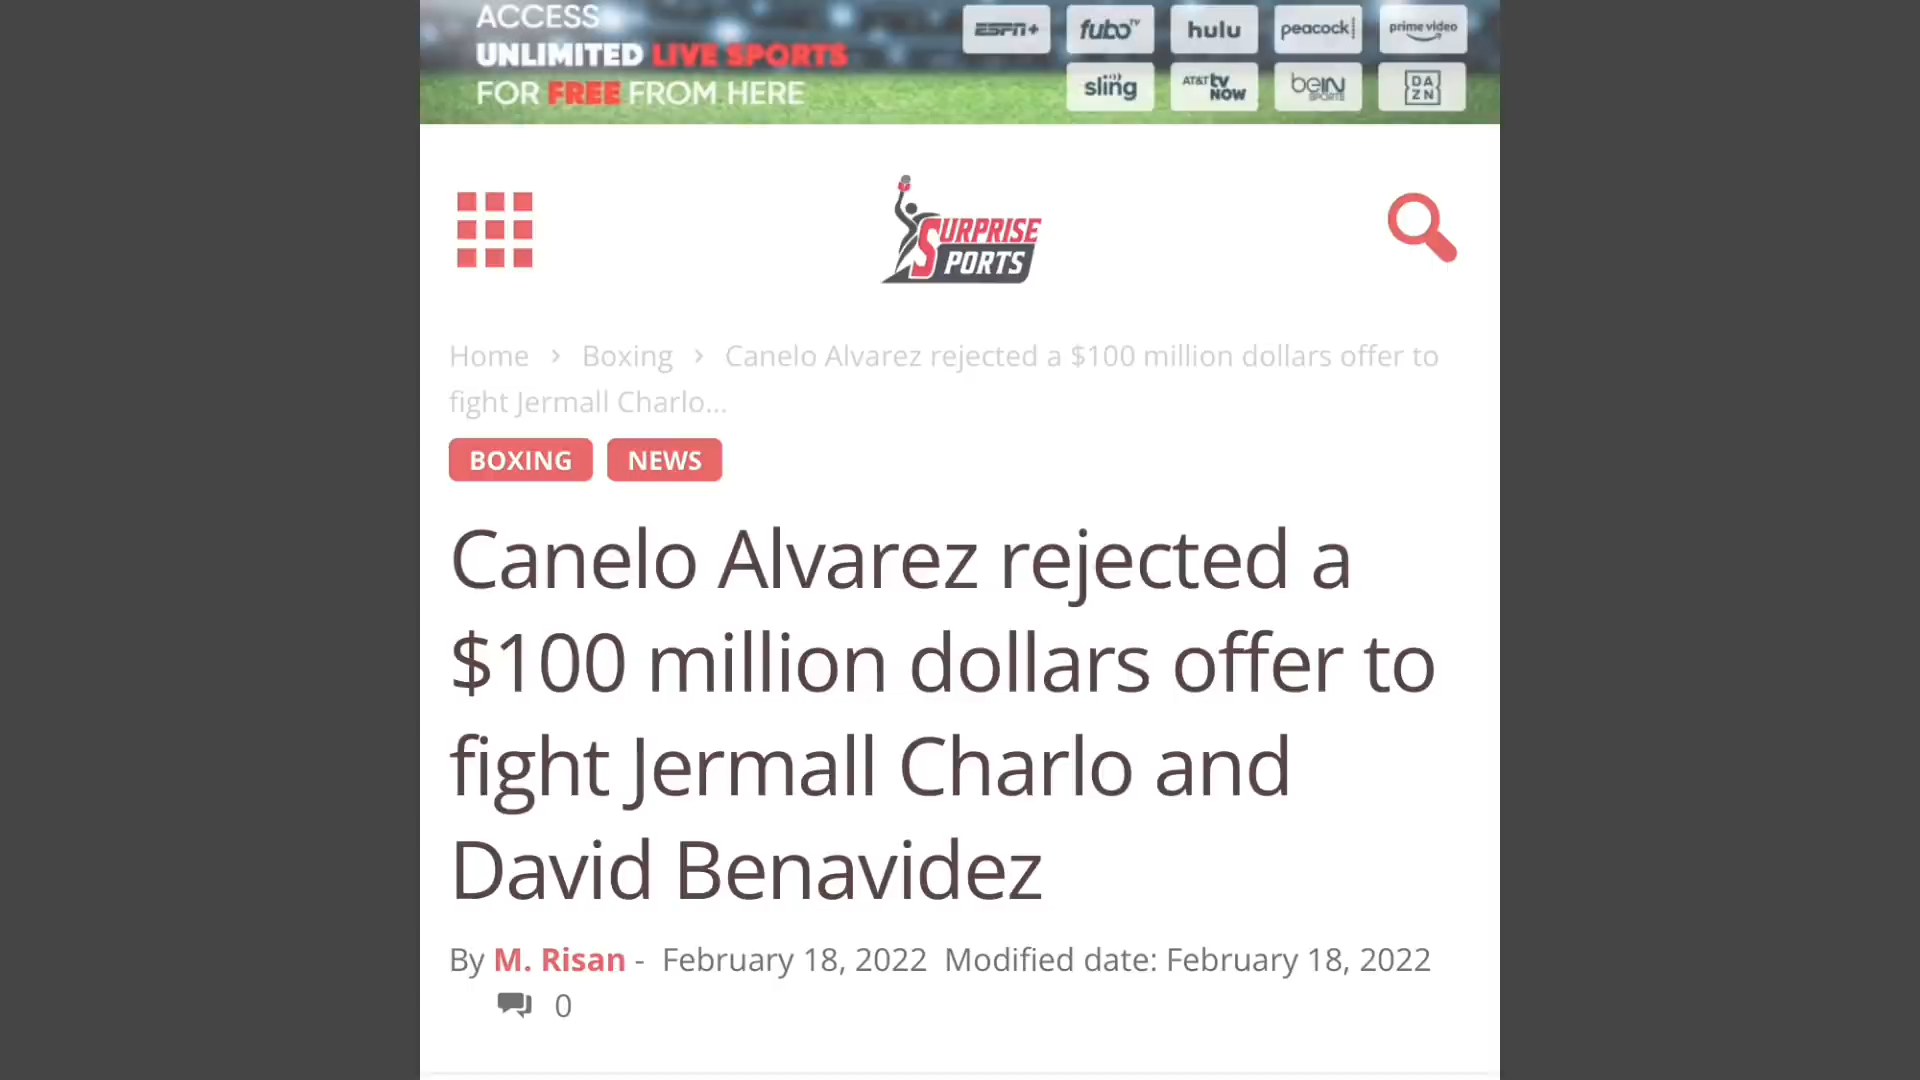 ACCESS
UNLIMITED LIVE SPORTS
FOR FREE FROM HERE
ESPN+ fuboTV hulu peacock prime video
sling AT&T tv NOW beIN SPORTS DAZN
SURPRISE
SPORTS
Home > Boxing > Canelo Alvarez rejected a $100 million dollars offer to
fight Jermall Charlo...
BOXING NEWS
Canelo Alvarez rejected a
$100 million dollars offer to
fight Jermall Charlo and
David Benavidez
By M. Risan - February 18, 2022 Modified date: February 18, 2022
0